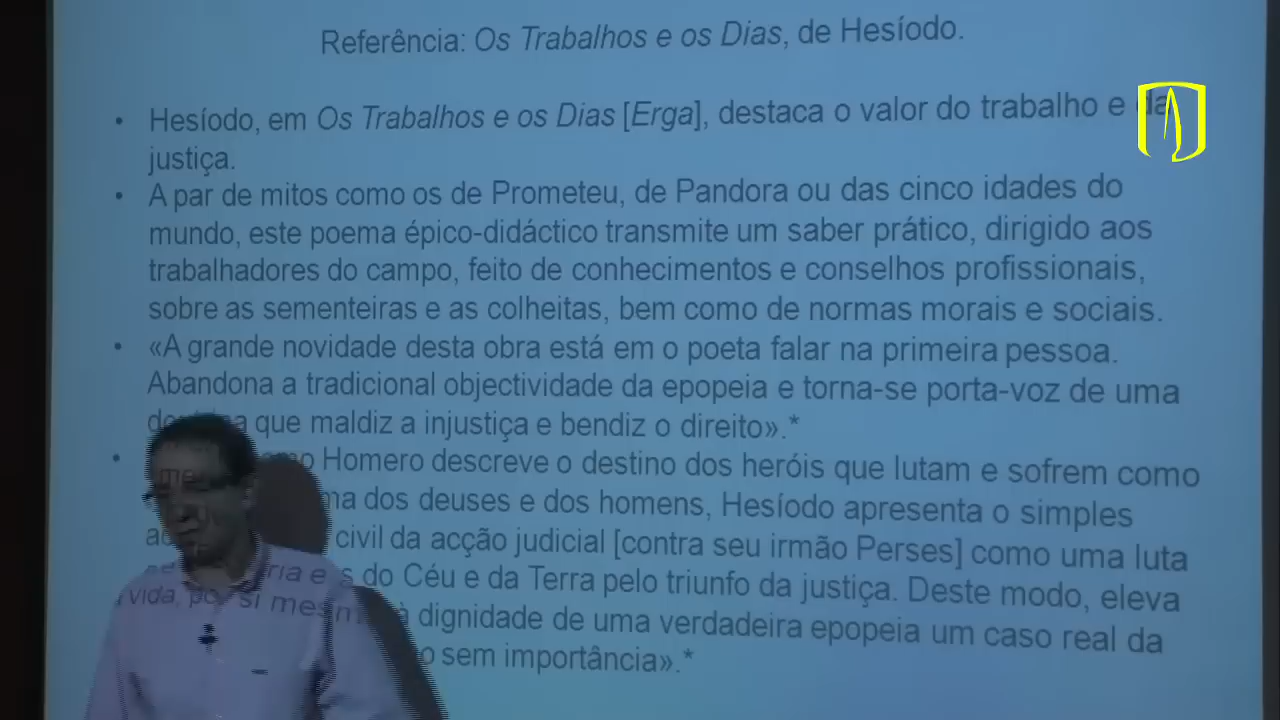 Referência: Os Trabalhos e os Dias, de Hesíodo.
• Hesíodo, em Os Trabalhos e os Dias [Erga], destaca o valor do trabalho e da
justiça.
• A par de mitos como os de Prometeu, de Pandora ou das cinco idades do
mundo, este poema épico-didáctico transmite um saber prático, dirigido aos
trabalhadores do campo, feito de conhecimentos e conselhos profissionais,
sobre as sementeiras e as colheitas, bem como de normas morais e sociais.
• «A grande novidade desta obra está em o poeta falar na primeira pessoa.
Abandona a tradicional objectividade da epopeia e torna-se porta-voz de uma
que maldiz a injustiça e bendiz o direito».*
• Homero descreve o destino dos heróis que lutam e sofrem como
dos deuses e dos homens, Hesíodo apresenta o simples
civil da acção judicial [contra seu irmão Perses] como uma luta
do Céu e da Terra pelo triunfo da justiça. Deste modo, eleva
à dignidade de uma verdadeira epopeia um caso real da
vida, por si mesmo sem importância».*